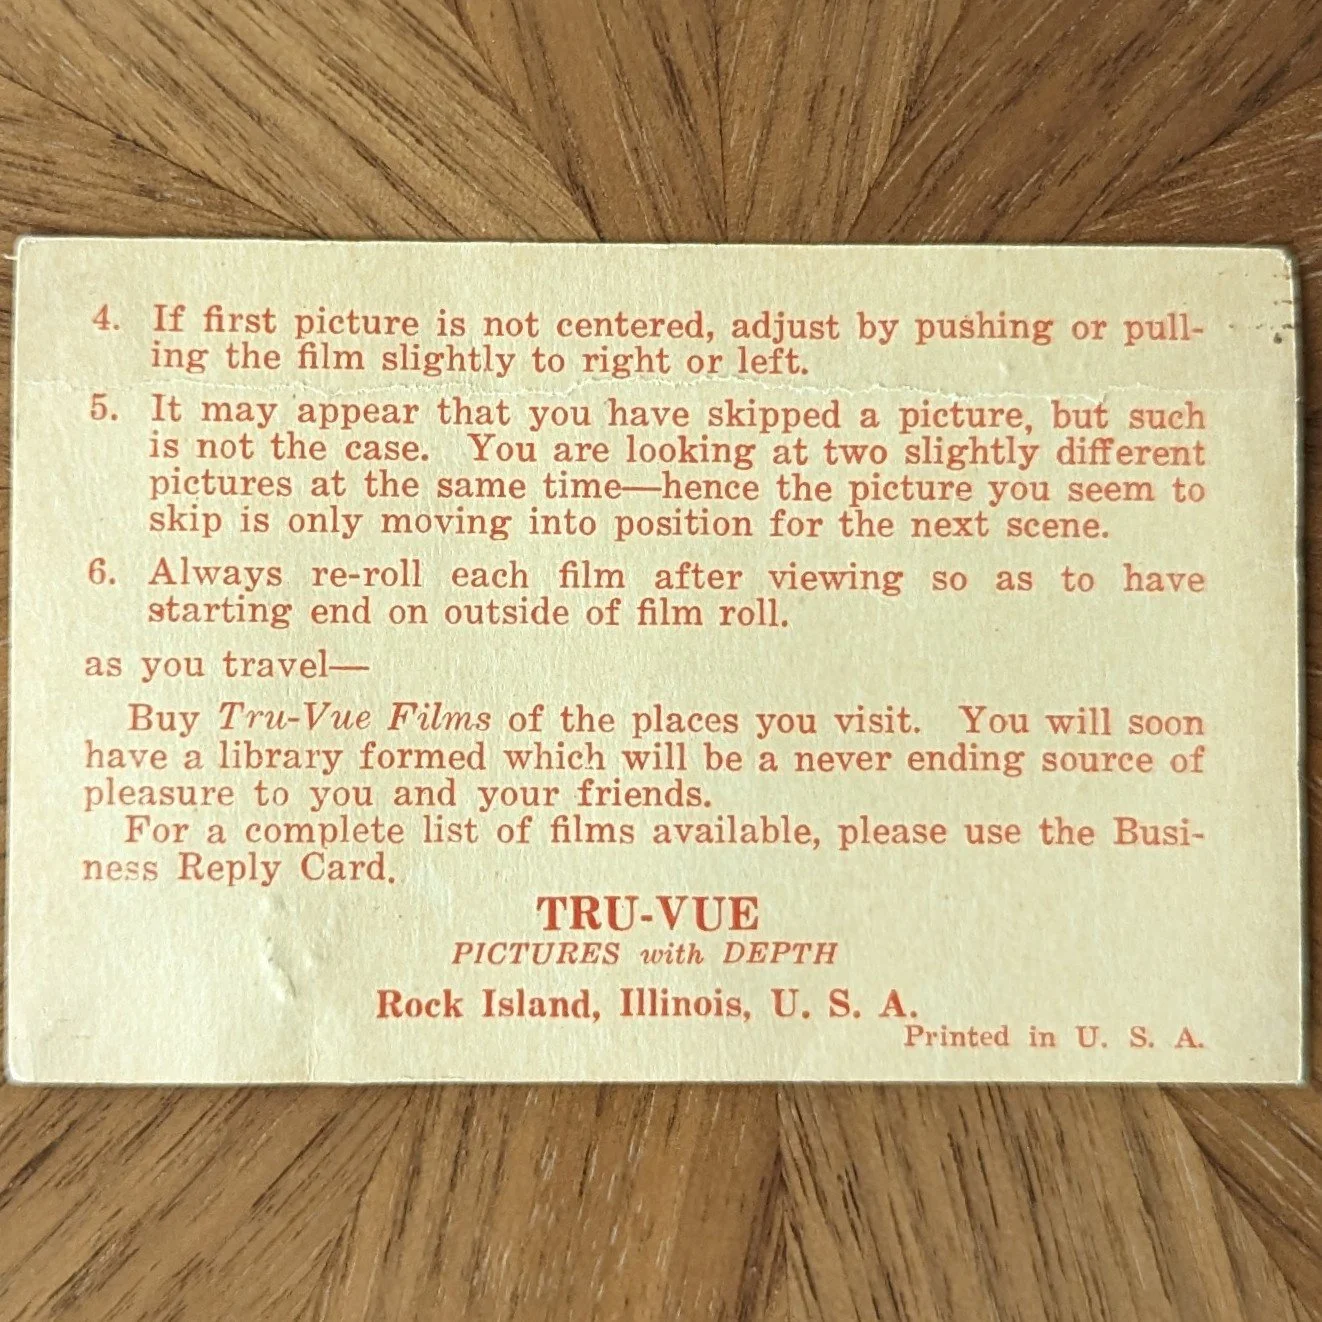 4. If first picture is not centered, adjust by pushing or pull-
ing the film slightly to right or left.
5. It may appear that you have skipped a picture, but such
is not the case. You are looking at two slightly different
pictures at the same time—hence the picture you seem to
skip is only moving into position for the next scene.
6. Always re-roll each film after viewing so as to have
starting end on outside of film roll.
as you travel—
Buy Tru-Vue Films of the places you visit. You will soon
have a library formed which will be a never ending source of
pleasure to you and your friends.
For a complete list of films available, please use the Busi-
ness Reply Card.
TRU-VUE
PICTURES with DEPTH
Rock Island, Illinois, U. S. A.
Printed in U. S. A.